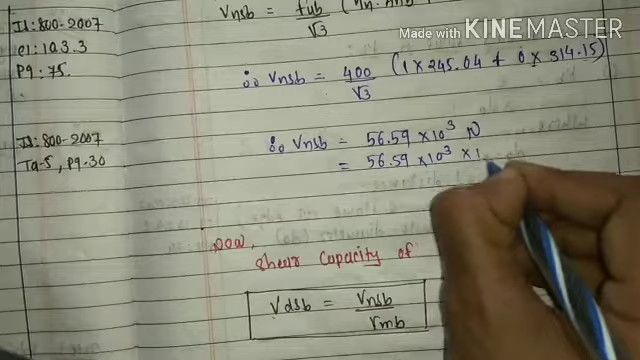 Vnsb = fub/√3 (nn. Anb
Made with KINEMASTER
IS:800-2007
cl: 10.3.3
Pg: 75.
∴ Vnsb = 400/√3 (1 × 245.04 + 0 × 314.15)
IS:800-2007
Ta-5, Pg.30
∴ Vnsb = 56.59 × 10³ N
= 56.59 × 10³ × 1
now,
shear capacity of
Vdsb = Vnsb/γmb